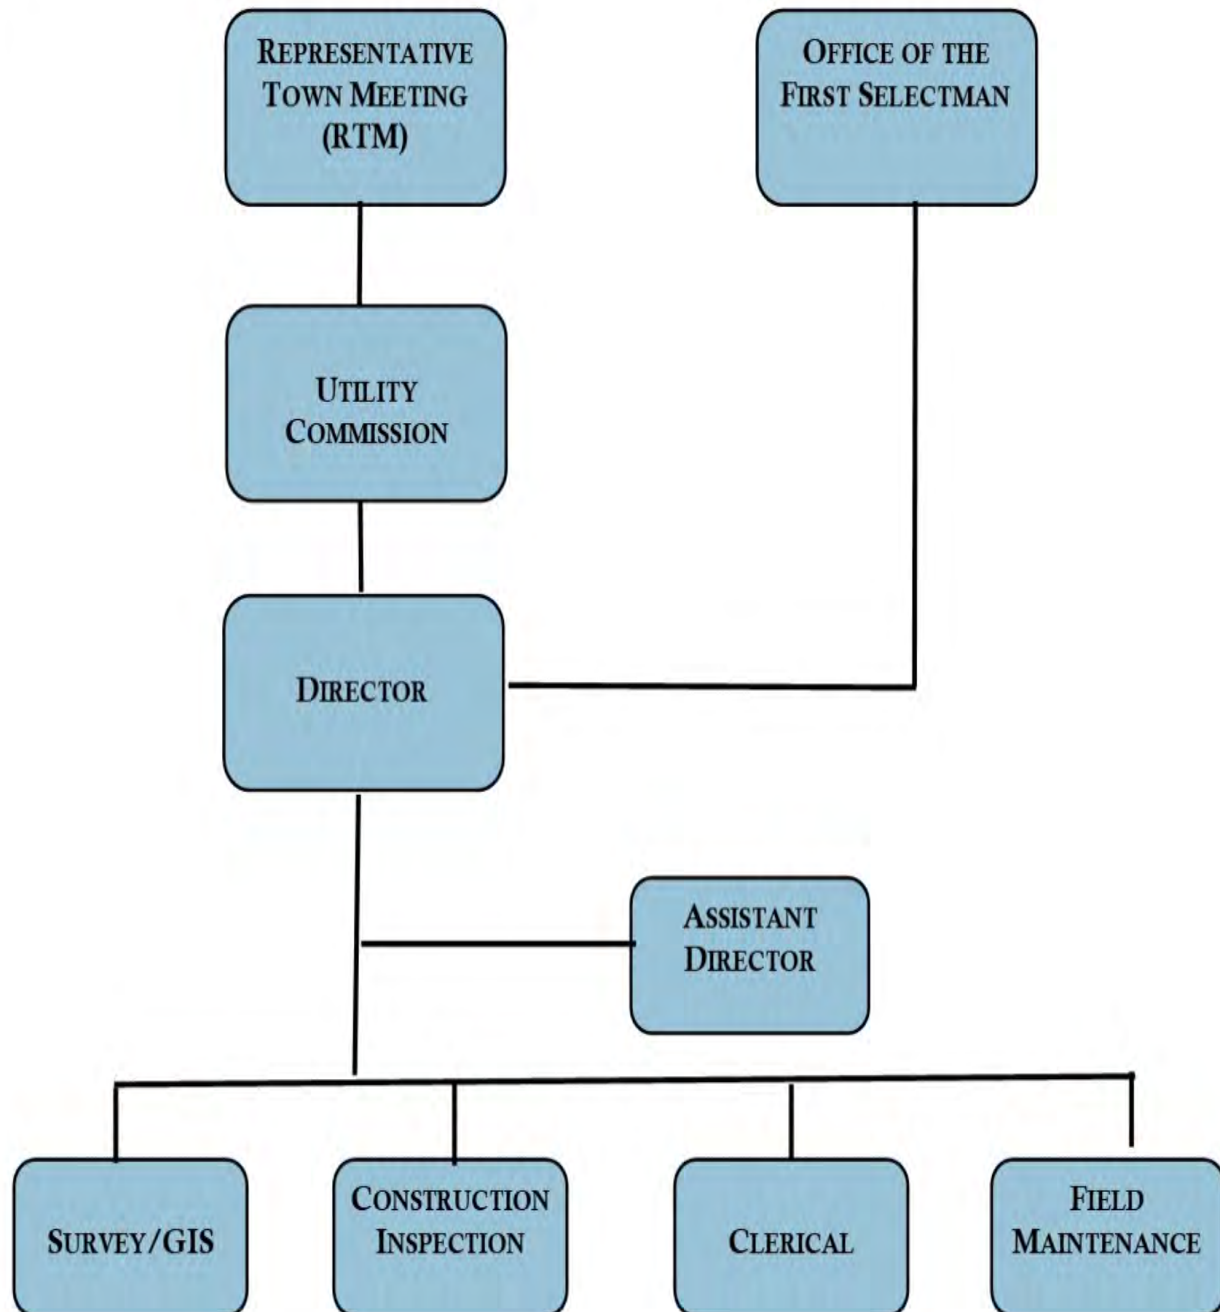 REPRESENTATIVE
TOWN MEETING
(RTM)
OFFICE OF THE
FIRST SELECTMAN
UTILITY
COMMISSION
DIRECTOR
ASSISTANT
DIRECTOR
SURVEY/GIS
CONSTRUCTION
INSPECTION
CLERICAL
FIELD
MAINTENANCE